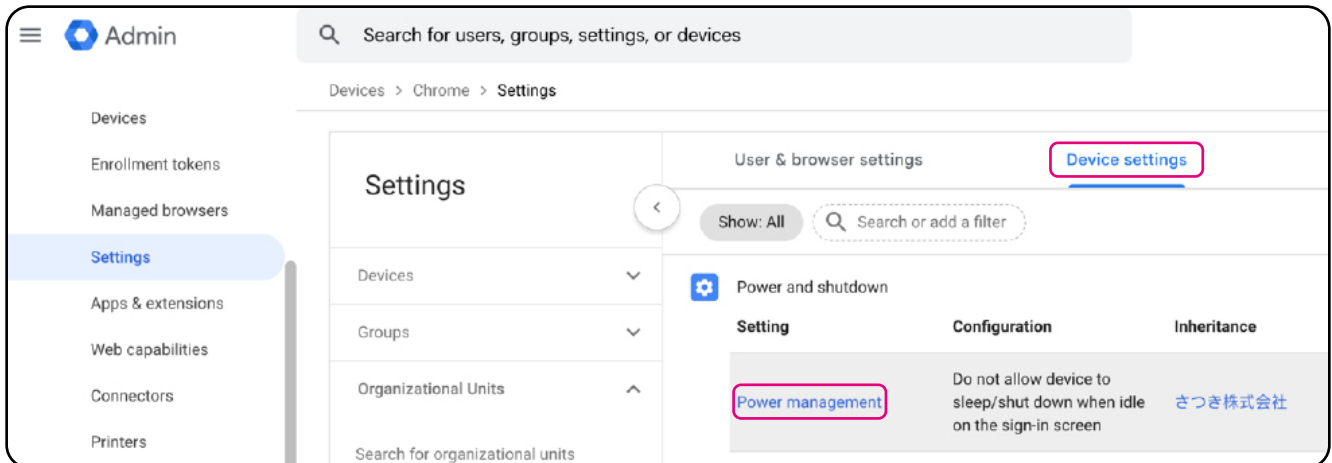 Admin
Search for users, groups, settings, or devices
Devices > Chrome > Settings
Devices
Enrollment tokens
Managed browsers
Settings
Apps & extensions
Web capabilities
Connectors
Printers
Settings
Devices
Groups
Organizational Units
Search for organizational units
User & browser settings
Device settings
Show: All
Search or add a filter
Power and shutdown
Setting Configuration Inheritance
Power management
Do not allow device to
sleep/shut down when idle
on the sign-in screen
さつき株式会社